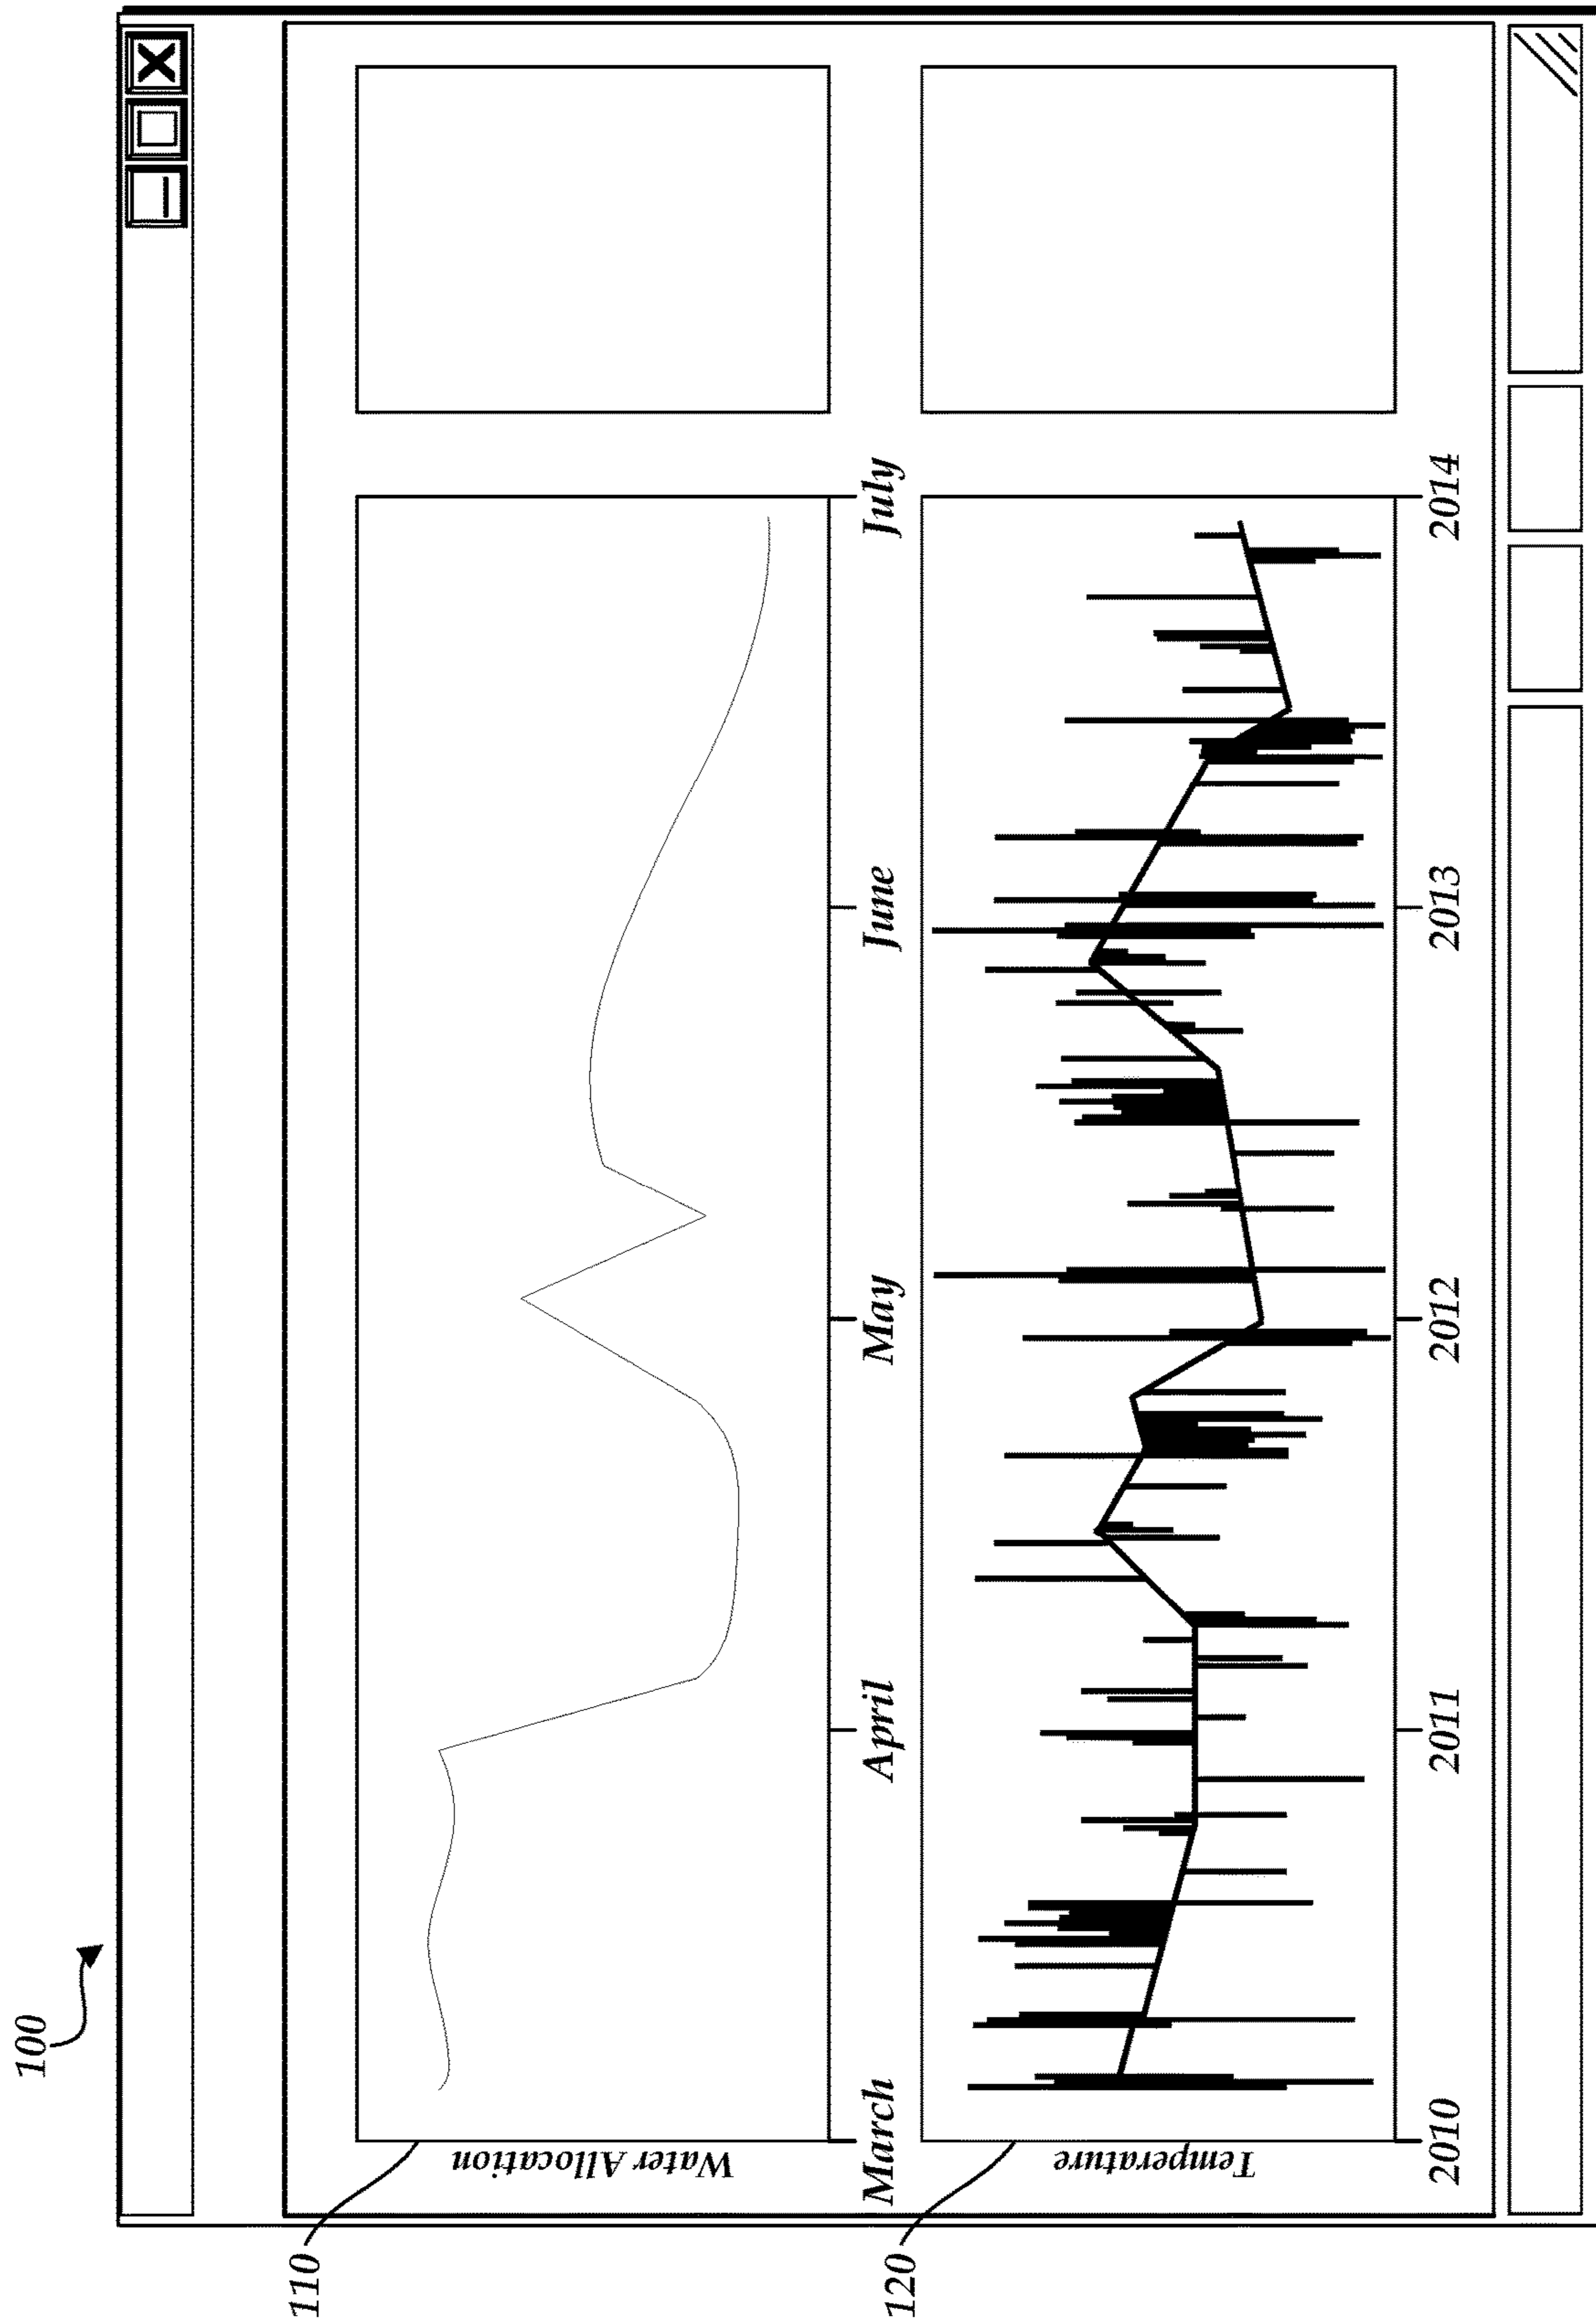 100
110
Water Allocation
March April May June July
120
Temperature
2010 2011 2012 2013 2014